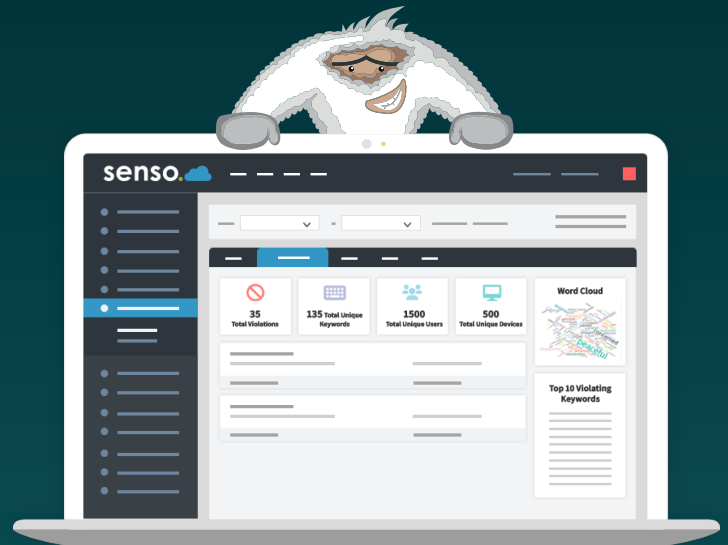 senso.
35
Total Violations
135 Total Unique
Keywords
1500
Total Unique Users
500
Total Unique Devices
Word Cloud
peaceful
Top 10 Violating
Keywords